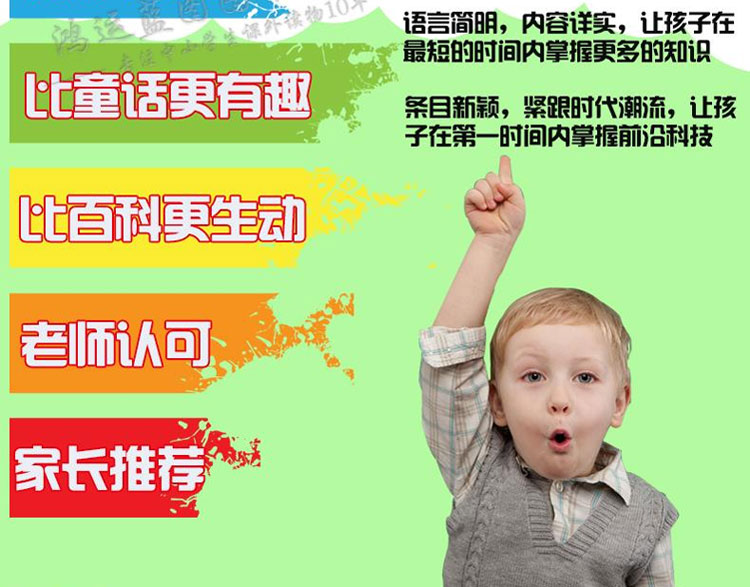 专注中小学生课外读物10年
语言简明，内容详实，让孩子在
最短的时间内掌握更多的知识
比童话更有趣
条目新颖，紧跟时代潮流，让孩
子在第一时间内掌握前沿科技
比百科更生动
老师认可
家长推荐